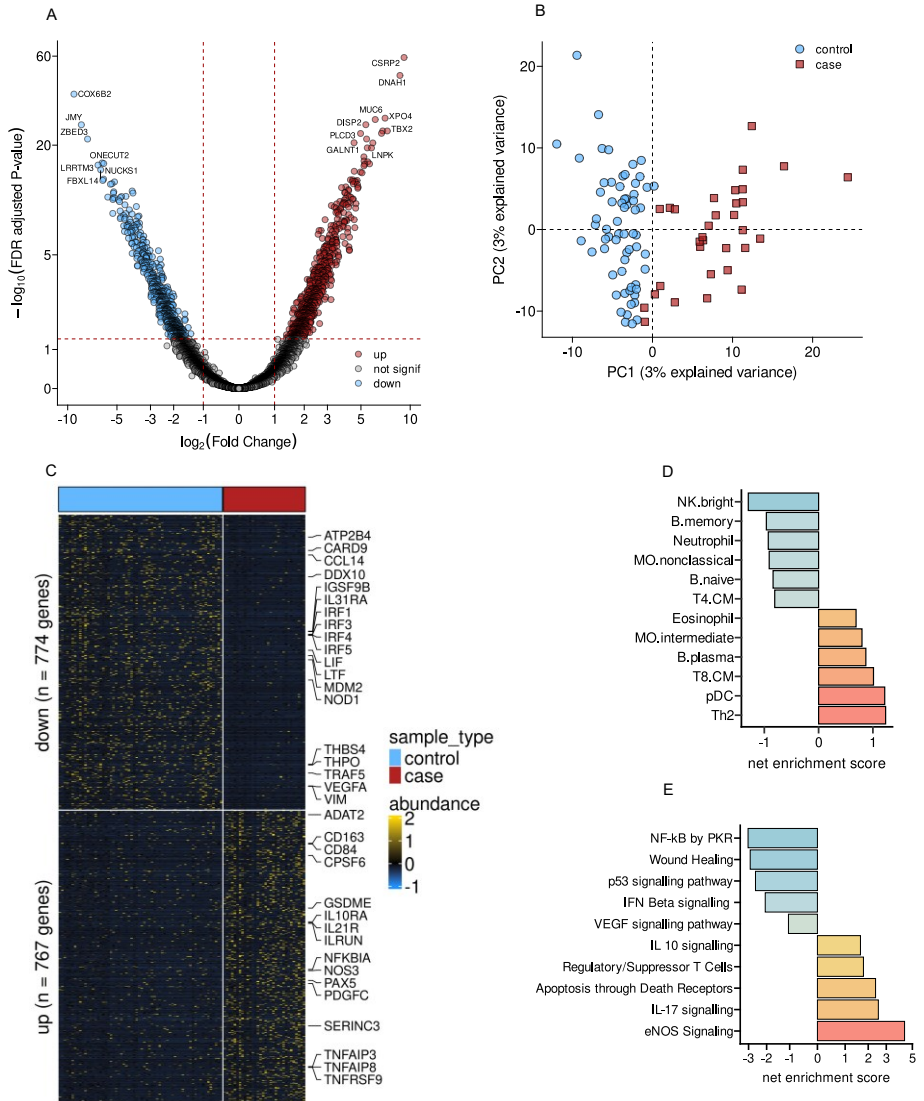 A
−log10(FDR adjusted P-value)
60
20
5
1
0
CSRP2
DNAH1
COX6B2
MUC6
XPO4
JMY
DISP2
TBX2
ZBED3
PLCD3
GALNT1
LNPK
ONECUT2
LRRTM3
NUCKS1
FBXL14
up
not signif
down
-10 -5 -3 -2 -1 0 1 2 3 5 10
log2(Fold Change)
B
PC2 (3% explained variance)
20
10
0
-10
control
case
-10 0 10 20
PC1 (3% explained variance)
C
down (n = 774 genes)
up (n = 767 genes)
ATP2B4
CARD9
CCL14
DDX10
IGSF9B
IL31RA
IRF1
IRF3
IRF4
IRF5
LIF
LTF
MDM2
NOD1
THBS4
THPO
TRAF5
VEGFA
VIM
ADAT2
CD163
CD84
CPSF6
GSDME
IL10RA
IL21R
ILRUN
NFKBIA
NOS3
PAX5
PDGFC
SERINC3
TNFAIP3
TNFAIP8
TNFRSF9
sample_type
control
case
abundance
2
1
0
-1
D
NK.bright
B.memory
Neutrophil
MO.nonclassical
B.naive
T4.CM
Eosinophil
MO.intermediate
B.plasma
T8.CM
pDC
Th2
-1 0 1
net enrichment score
E
NF-kB by PKR
Wound Healing
p53 signalling pathway
IFN Beta signalling
VEGF signalling pathway
IL 10 signalling
Regulatory/Suppressor T Cells
Apoptosis through Death Receptors
IL-17 signalling
eNOS Signaling
-3 -2 -1 0 1 2 3 5
net enrichment score